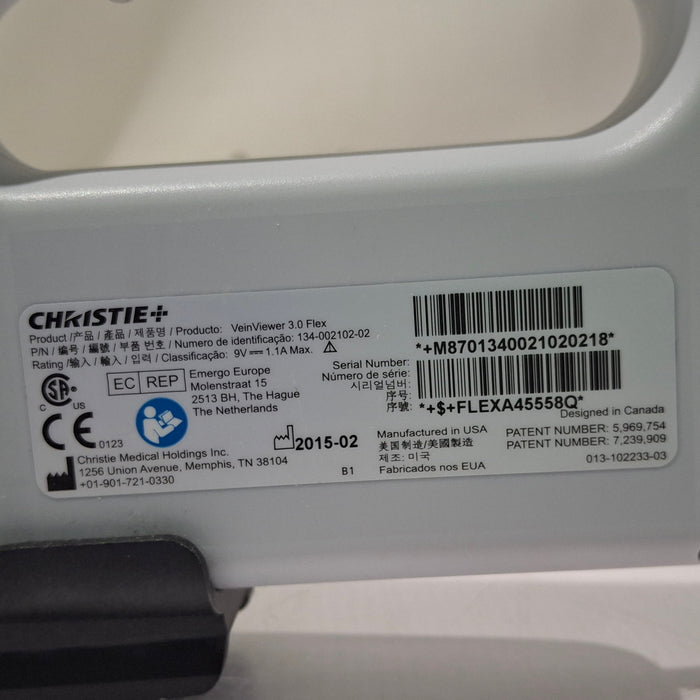 CHRISTIE
Product /产品 / 產品 / 제품명 / Producto: VeinViewer 3.0 Flex
P/N / 编号 / 編號 / 부품 번호 / Numero de identificação: 134-002102-02
Rating /输入 / 輸入 / 입력 / Classificação: 9V 1.1A Max.
*+M8701340021020218*
Serial Number:
Número de série:
시리얼넘버:
序号:
序號: *+$+FLEXA45558Q*
Designed in Canada
SA
C US
EC REP
Emergo Europe
Molenstraat 15
2513 BH, The Hague
The Netherlands
CE 0123
2015-02
Manufactured in USA
美国制造/美國製造
제조: 미국
Fabricados nos EUA
PATENT NUMBER: 5,969,754
PATENT NUMBER: 7,239,909
013-102233-03
Christie Medical Holdings Inc.
1256 Union Avenue, Memphis, TN 38104
+01-901-721-0330
B1